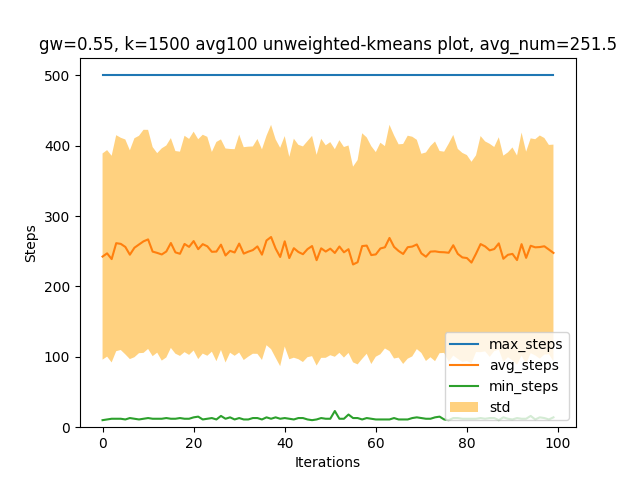 gw=0.55, k=1500 avg100 unweighted-kmeans plot, avg_num=251.5
500
400
300
200
100
0
Steps
max_steps
avg_steps
min_steps
std
0
20
40
60
80
100
Iterations